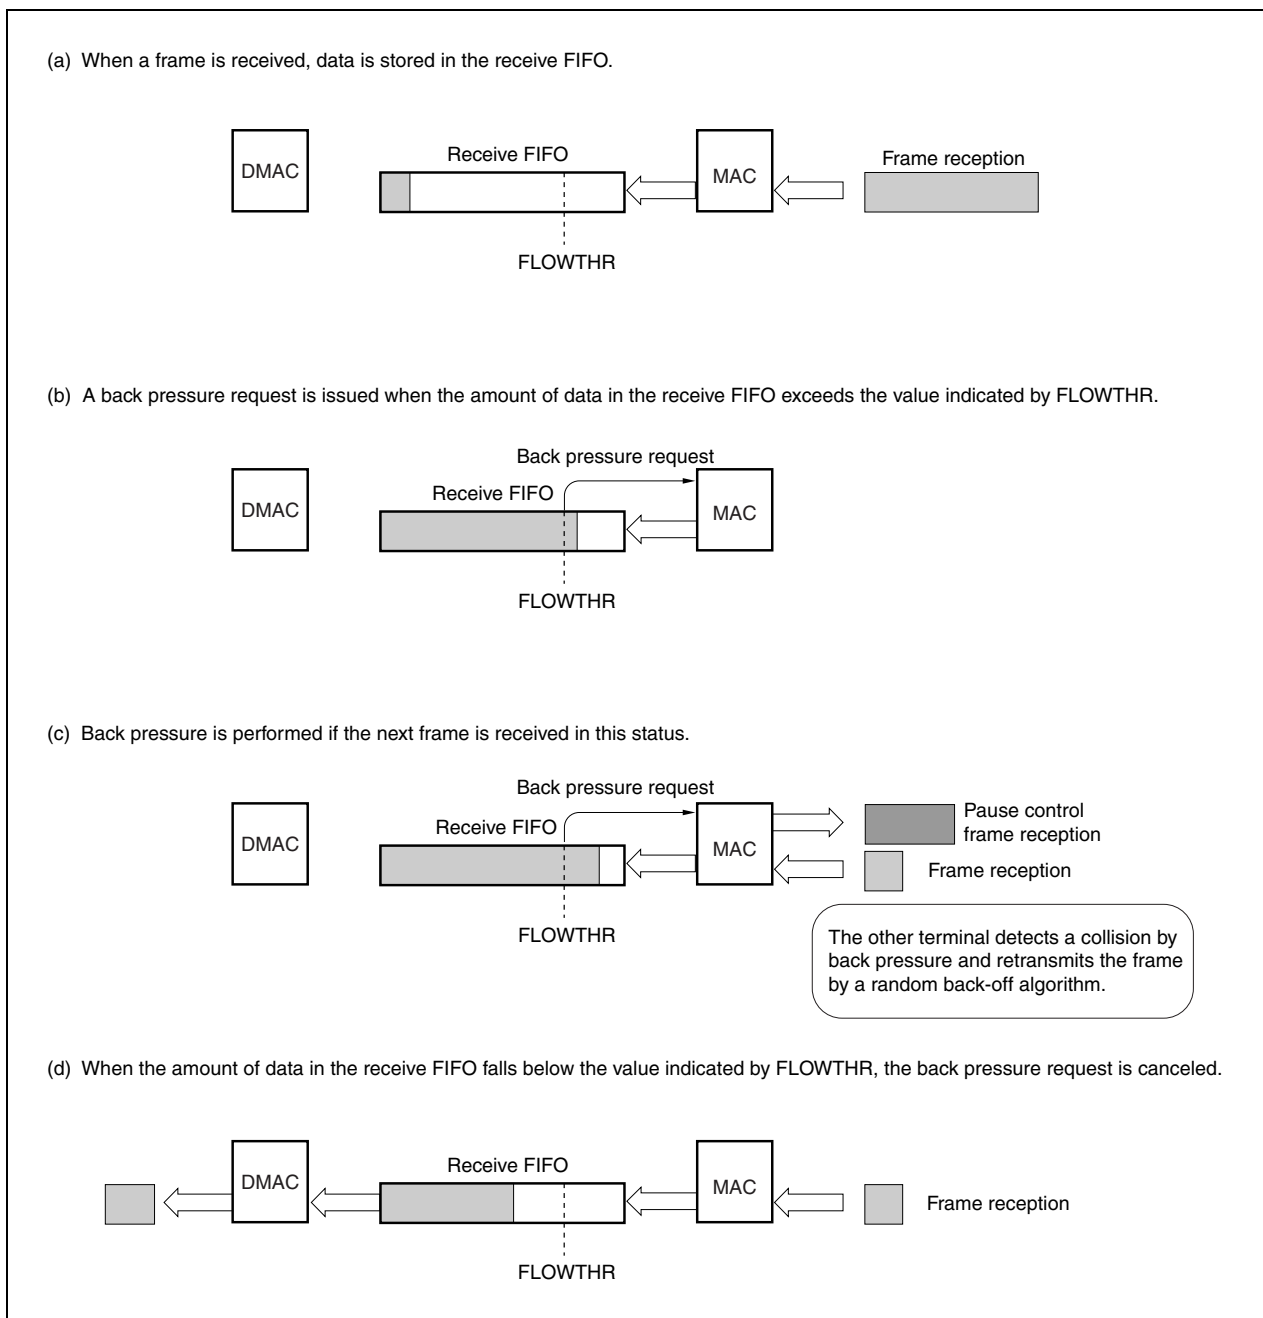 (a) When a frame is received, data is stored in the receive FIFO.
DMAC
Receive FIFO
MAC
Frame reception
FLOWTHR
(b) A back pressure request is issued when the amount of data in the receive FIFO exceeds the value indicated by FLOWTHR.
Back pressure request
DMAC
Receive FIFO
MAC
FLOWTHR
(c) Back pressure is performed if the next frame is received in this status.
Back pressure request
DMAC
Receive FIFO
MAC
Pause control
frame reception
Frame reception
FLOWTHR
The other terminal detects a collision by
back pressure and retransmits the frame
by a random back-off algorithm.
(d) When the amount of data in the receive FIFO falls below the value indicated by FLOWTHR, the back pressure request is canceled.
DMAC
Receive FIFO
MAC
Frame reception
FLOWTHR